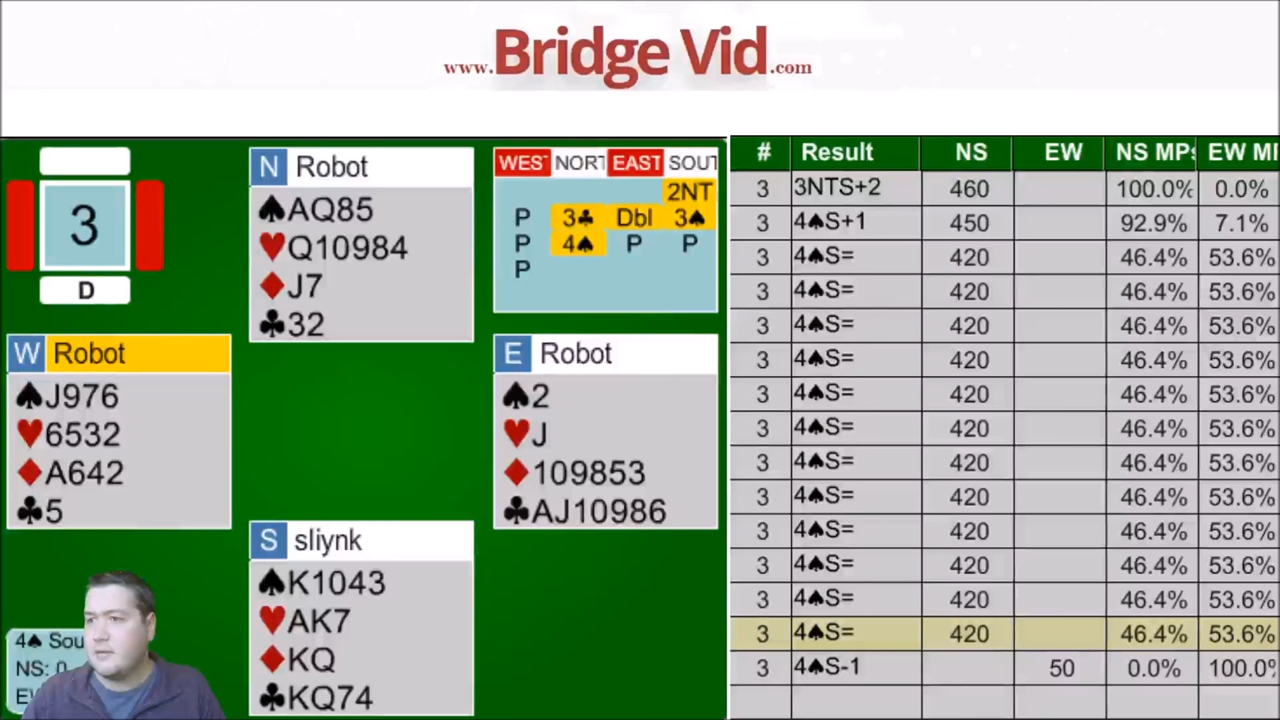 www.Bridge Vid.com
3
D
N Robot
♠AQ85
♥Q10984
♦J7
♣32
WEST NORT EAST SOUT
2NT
P 3♣ Dbl 3♠
P 4♠ P P
P
W Robot
♠J976
♥6532
♦A642
♣5
E Robot
♠2
♥J
♦109853
♣AJ10986
S sliynk
♠K1043
♥AK7
♦KQ
♣KQ74
4♠ Sou
NS: 0
EW
# Result NS EW NS MPs EW MI
3 3NTS+2 460 100.0% 0.0%
3 4♠S+1 450 92.9% 7.1%
3 4♠S= 420 46.4% 53.6%
3 4♠S= 420 46.4% 53.6%
3 4♠S= 420 46.4% 53.6%
3 4♠S= 420 46.4% 53.6%
3 4♠S= 420 46.4% 53.6%
3 4♠S= 420 46.4% 53.6%
3 4♠S= 420 46.4% 53.6%
3 4♠S= 420 46.4% 53.6%
3 4♠S= 420 46.4% 53.6%
3 4♠S= 420 46.4% 53.6%
3 4♠S= 420 46.4% 53.6%
3 4♠S= 420 46.4% 53.6%
3 4♠S-1 50 0.0% 100.0%